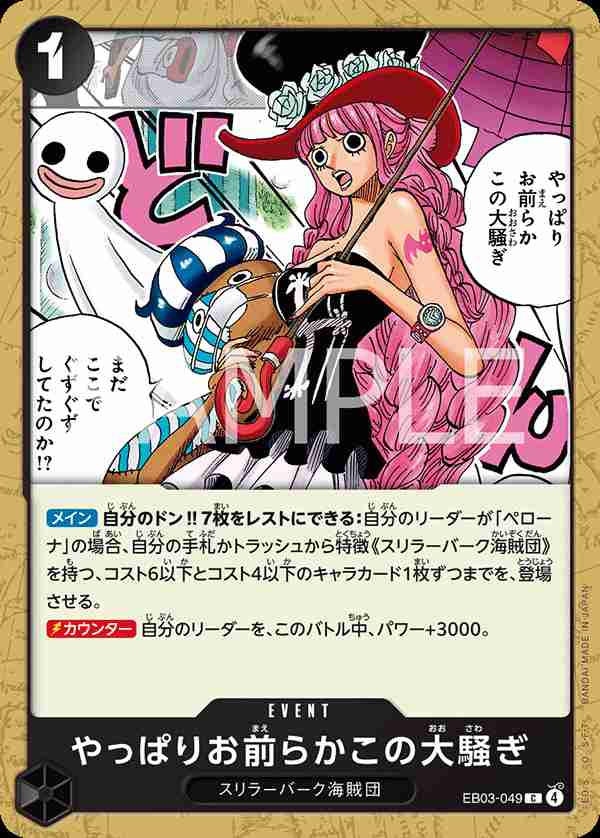 1
やっぱり
お前らか
この大騒ぎ
まだ
ここで
ぐずぐず
してたのか!?
ど
ん
SAMPLE
メイン 自分のドン!!7枚をレストにできる:自分のリーダーが「ペロー
ナ」の場合、自分の手札かトラッシュから特徴《スリラーバーク海賊団》
を持つ、コスト6以下とコスト4以下のキャラカード1枚ずつまでを、登場
させる。
カウンター 自分のリーダーを、このバトル中、パワー+3000。
EVENT
やっぱりお前らかこの大騒ぎ
スリラーバーク海賊団
EB03-049 C 4
BANDAI MADE IN JAPAN